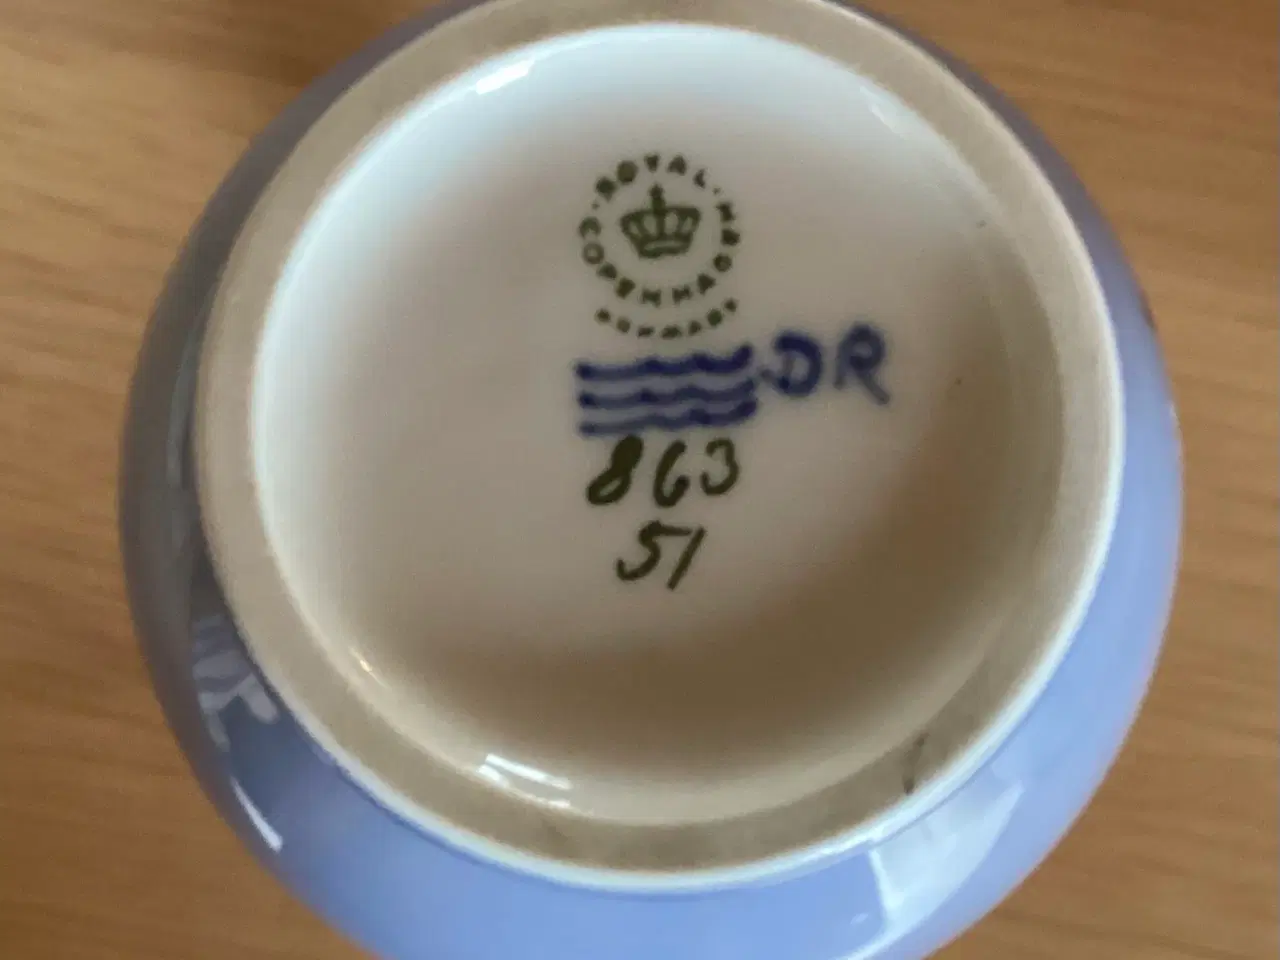 ROYAL
COPENHAGEN
DENMARK
DR
863
51